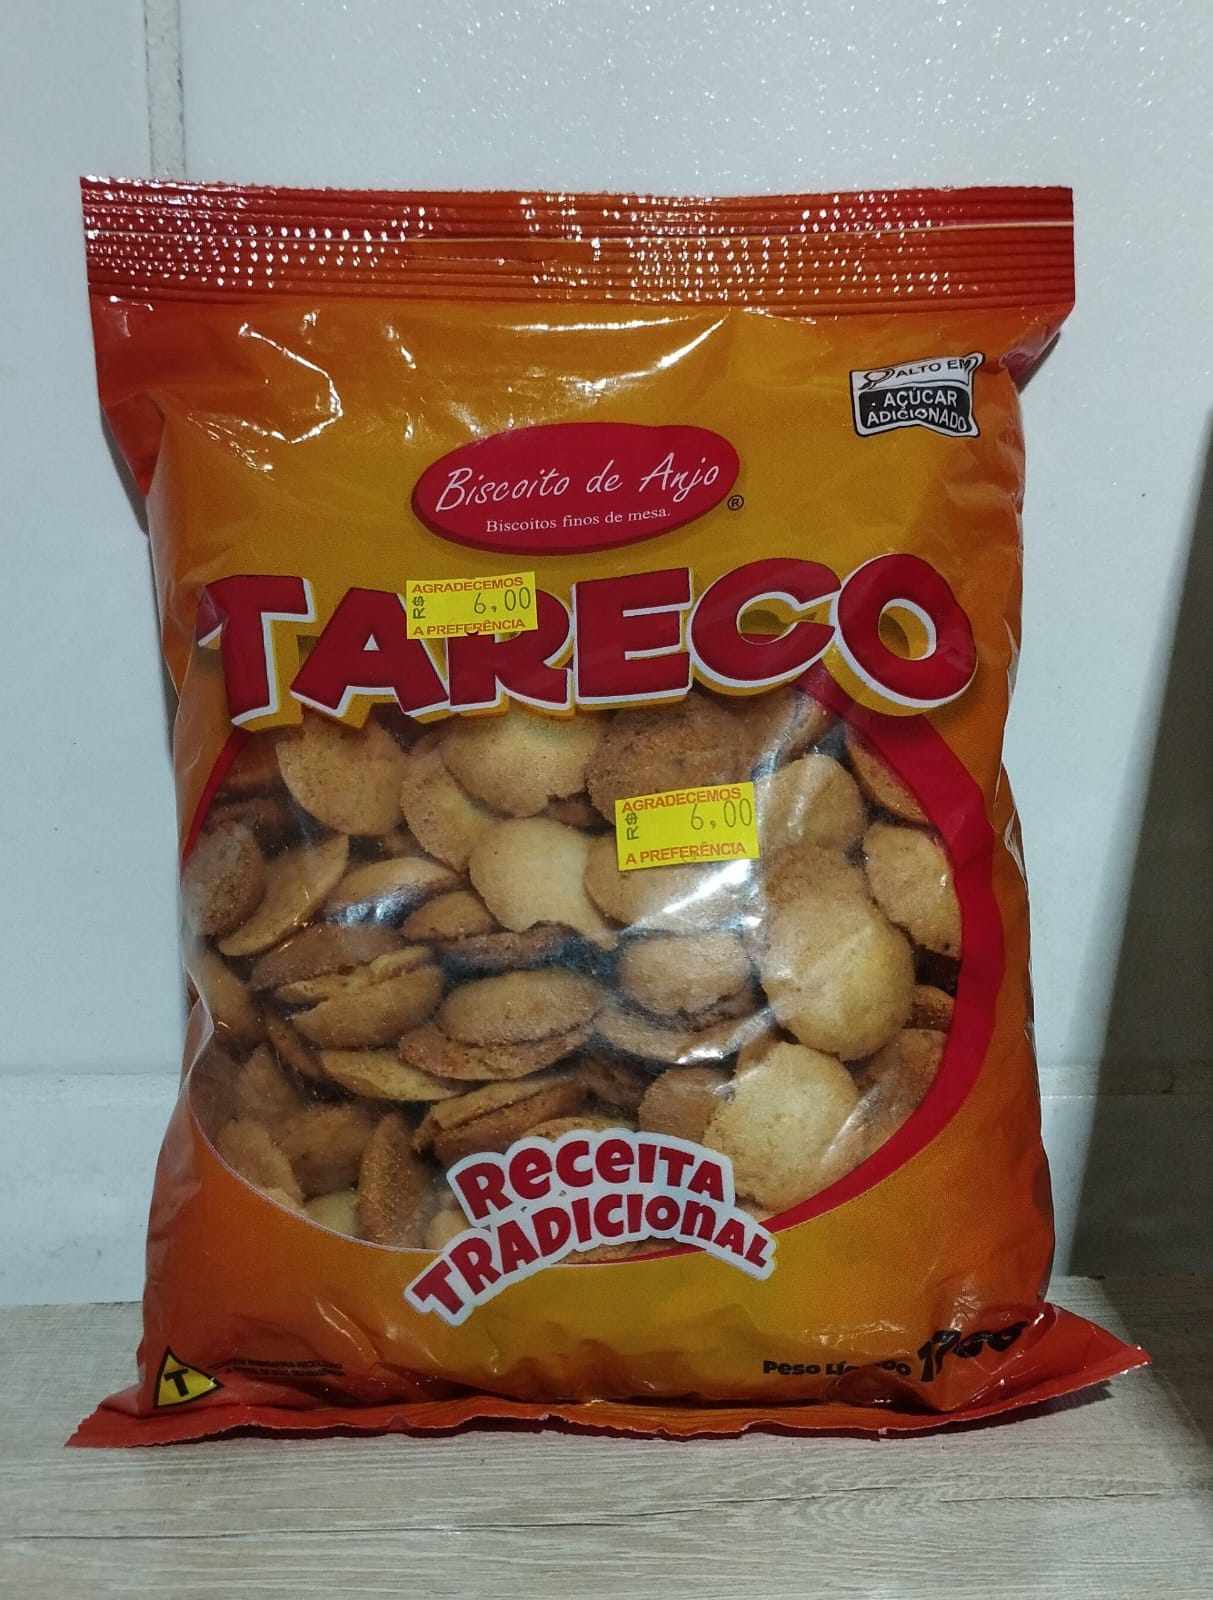 ALTO EM
AÇÚCAR
ADICIONADO
Biscoito de Anjo
®
Biscoitos finos de mesa.
TARECO
AGRADECEMOS
R$ 6,00
A PREFERÊNCIA
AGRADECEMOS
R$ 6,00
A PREFERÊNCIA
RECEITA
TRADICIONAL
T
Peso